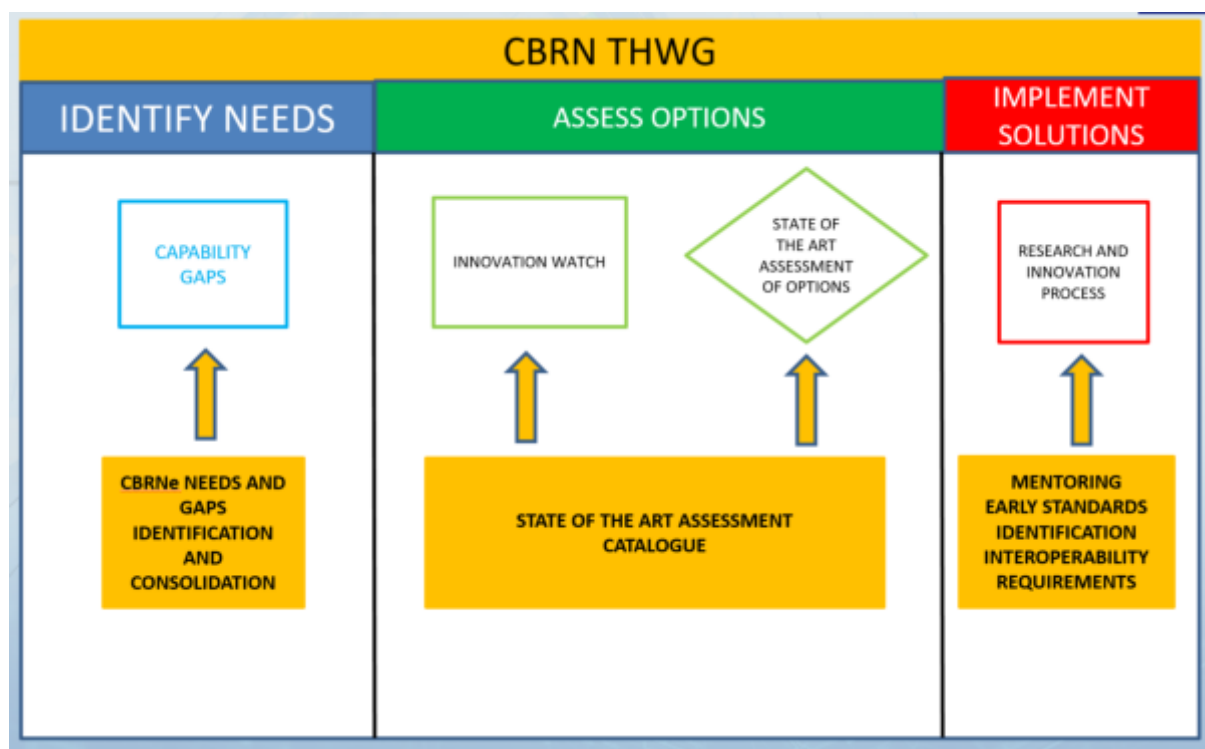 CBRN THWG
IDENTIFY NEEDS
ASSESS OPTIONS
IMPLEMENT
SOLUTIONS
CAPABILITY
GAPS
INNOVATION WATCH
STATE OF
THE ART
ASSESSMENT
OF OPTIONS
RESEARCH AND
INNOVATION
PROCESS
CBRNe NEEDS AND
GAPS
IDENTIFICATION
AND
CONSOLIDATION
STATE OF THE ART ASSESSMENT
CATALOGUE
MENTORING
EARLY STANDARDS
IDENTIFICATION
INTEROPERABILITY
REQUIREMENTS